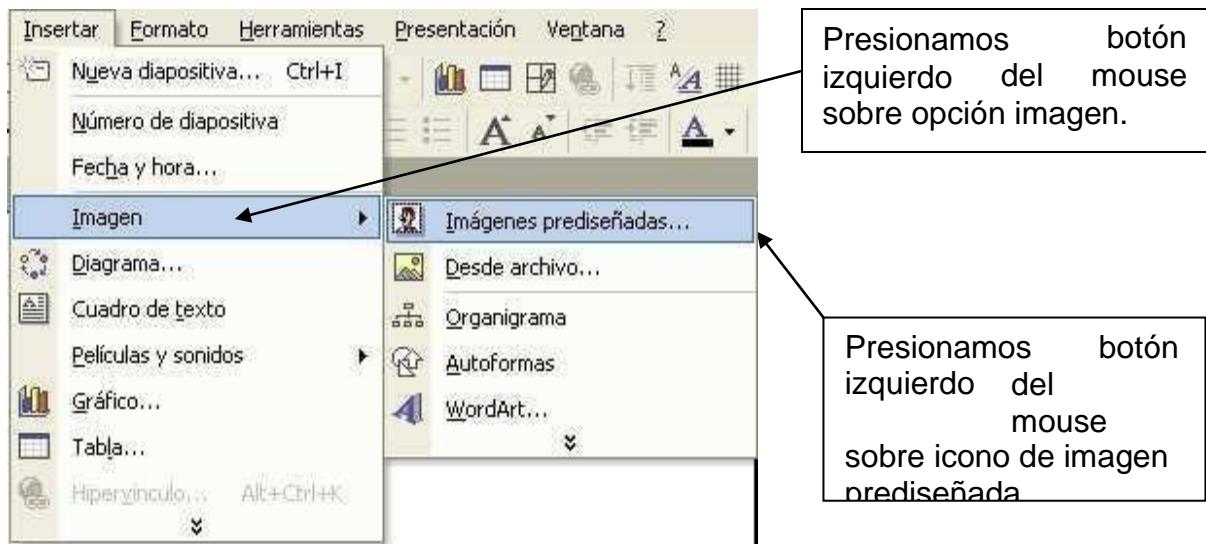 Insertar Formato Herramientas Presentación Ventana ?
Nueva diapositiva... Ctrl+I
Número de diapositiva
Fecha y hora...
Imagen
Diagrama...
Cuadro de texto
Películas y sonidos
Gráfico...
Tabla...
Hipervínculo... Alt+Ctrl+K
Imágenes prediseñadas...
Desde archivo...
Organigrama
Autoformas
WordArt...
Presionamos botón
izquierdo del mouse
sobre opción imagen.
Presionamos botón
izquierdo del
mouse
sobre icono de imagen
prediseñada